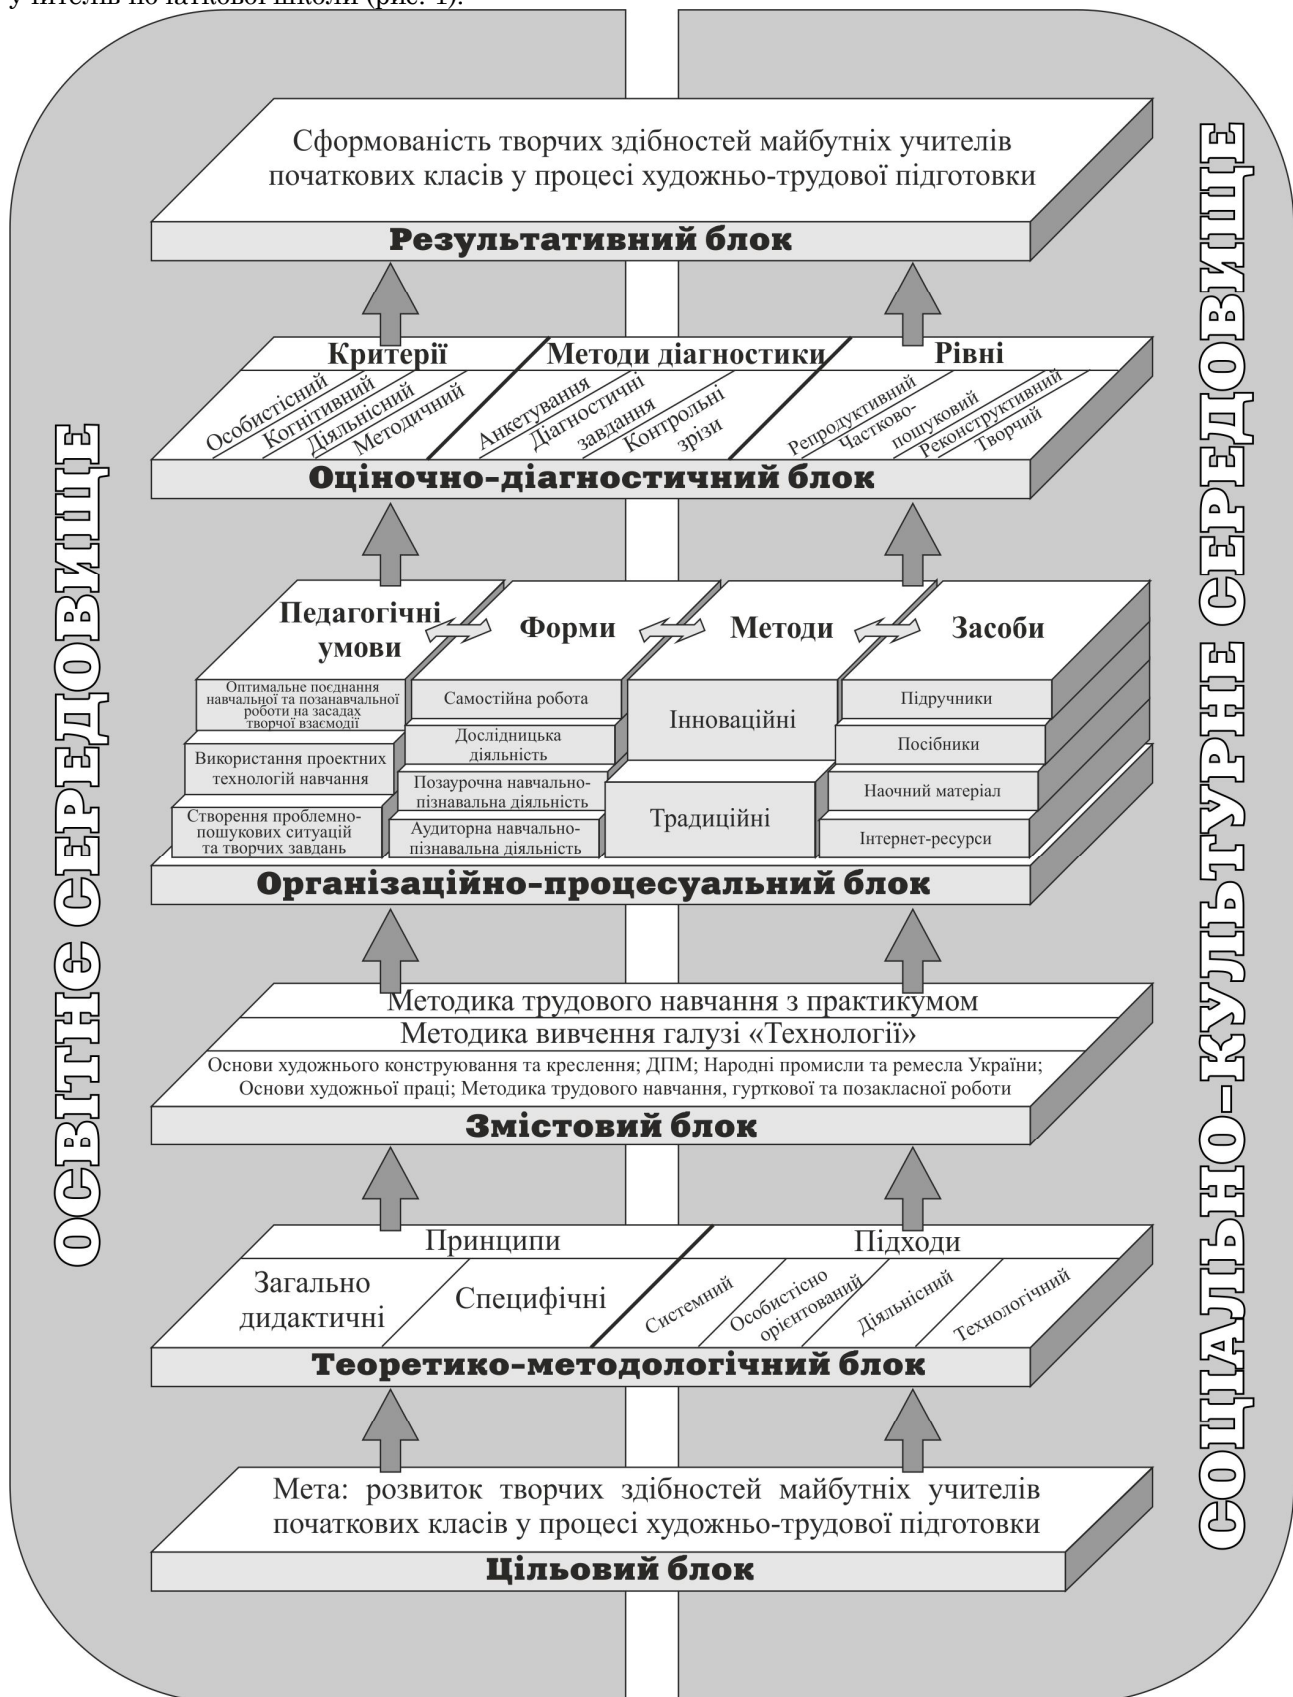 учителів початкової школи (рис. 1).
Сформованість творчих здібностей майбутніх учителів
початкових класів у процесі художньо-трудової підготовки
Результативний блок
Критерії
Методи діагностики
Рівні
Особистісний
Когнітивний
Діяльнісний
Методичний
Анкетування
Діагностичні
завдання
Контрольні
зрізи
Репродуктивний
Частково-
пошуковий
Реконструктивний
Творчий
Оціночно-діагностичний блок
Педагогічні
умови
Форми
Методи
Засоби
Оптимальне поєднання
навчальної та позанавчальної
роботи на засадах
творчої взаємодії
Використання проектних
технологій навчання
Створення проблемно-
пошукових ситуацій
та творчих завдань
Самостійна робота
Дослідницька
діяльність
Позаурочна навчально-
пізнавальна діяльність
Аудиторна навчально-
пізнавальна діяльність
Інноваційні
Традиційні
Підручники
Посібники
Наочний матеріал
Інтернет-ресурси
Організаційно-процесуальний блок
Методика трудового навчання з практикумом
Методика вивчення галузі «Технології»
Основи художнього конструювання та креслення; ДПМ; Народні промисли та ремесла України;
Основи художньої праці; Методика трудового навчання, гурткової та позакласної роботи
Змістовий блок
Принципи
Підходи
Загально
дидактичні
Специфічні
Системний
Особистісно
орієнтований
Діяльнісний
Технологічний
Теоретико-методологічний блок
Мета: розвиток творчих здібностей майбутніх учителів
початкових класів у процесі художньо-трудової підготовки
Цільовий блок
ОСВІТНЄ СЕРЕДОВИЩЕ
СОЦІАЛЬНО-КУЛЬТУРНЕ СЕРЕДОВИЩЕ